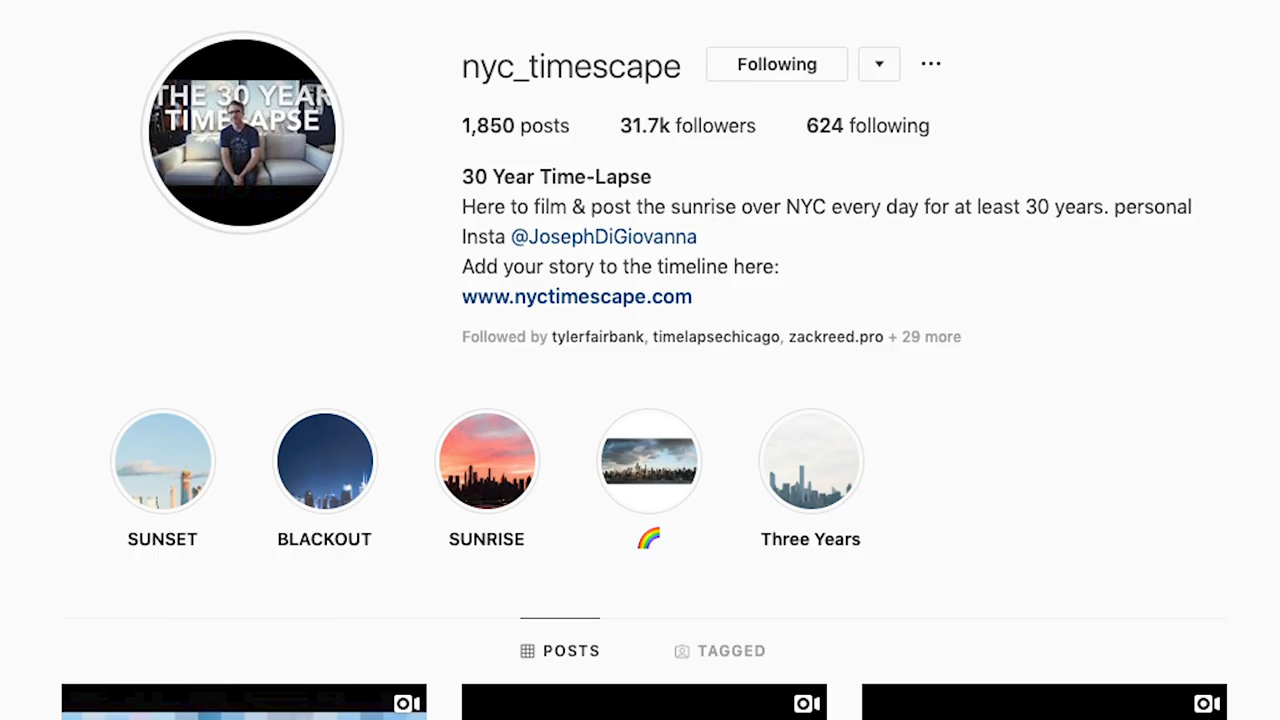 THE 30 YEAR
TIMELAPSE
nyc_timescape
Following
1,850 posts
31.7k followers
624 following
30 Year Time-Lapse
Here to film & post the sunrise over NYC every day for at least 30 years. personal
Insta @JosephDiGiovanna
Add your story to the timeline here:
www.nyctimescape.com
Followed by tylerfairbank, timelapsechicago, zackreed.pro + 29 more
SUNSET
BLACKOUT
SUNRISE
🌈
Three Years
POSTS
TAGGED